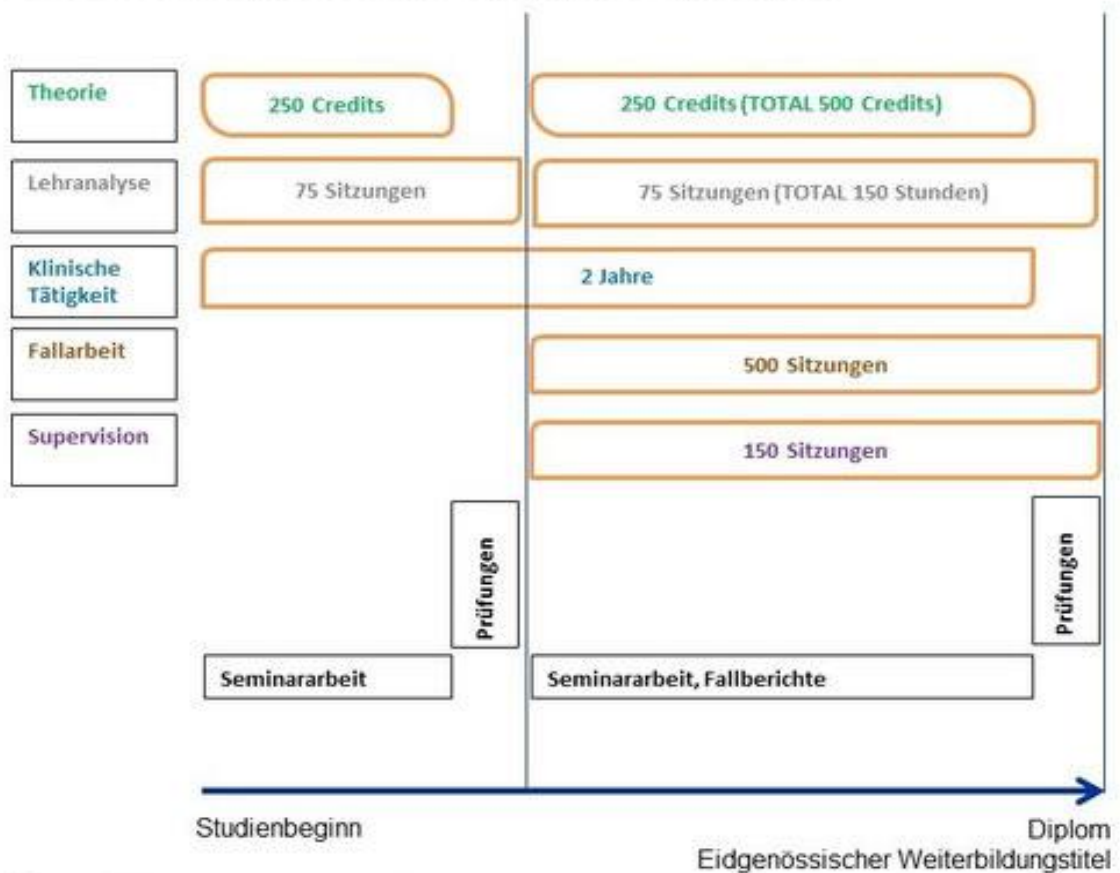 Theorie
250 Credits
250 Credits (TOTAL 500 Credits)
Lehranalyse
75 Sitzungen
75 Sitzungen (TOTAL 150 Stunden)
Klinische
Tätigkeit
2 Jahre
Fallarbeit
500 Sitzungen
Supervision
150 Sitzungen
Prüfungen
Prüfungen
Seminararbeit
Seminararbeit, Fallberichte
Studienbeginn
Diplom
Eidgenössischer Weiterbildungstitel